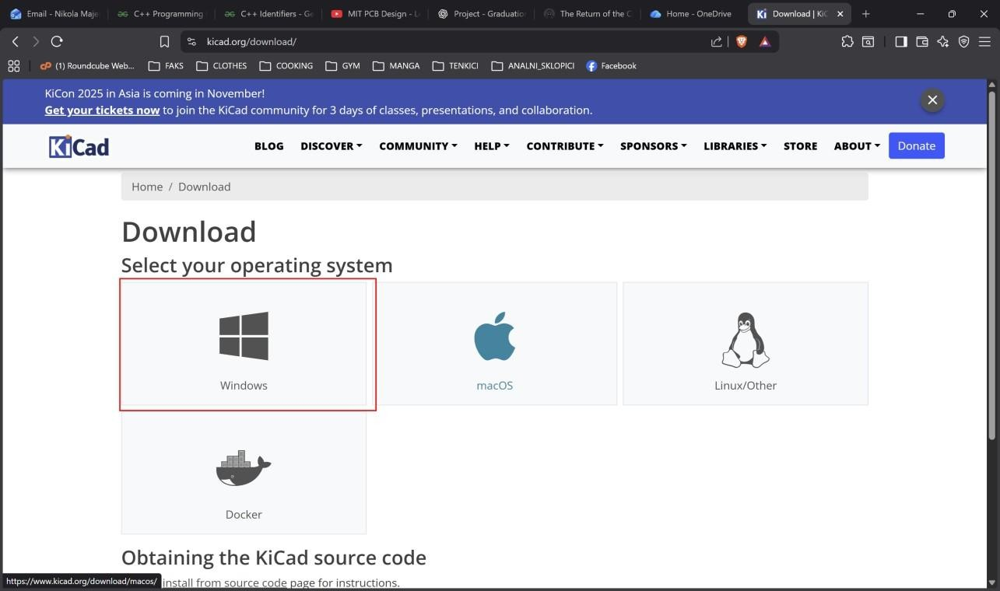 Email - Nikola Maje
C++ Programming
C++ Identifiers - Ge
MIT PCB Design - L
Project - Graduation
The Return of the C
Home - OneDrive
Ki Download | KiC
kicad.org/download/
cP (1) Roundcube Web...
FAKS
CLOTHES
COOKING
GYM
MANGA
TENKICI
ANALNI_SKLOPICI
Facebook
KiCon 2025 in Asia is coming in November!
Get your tickets now to join the KiCad community for 3 days of classes, presentations, and collaboration.
KiCad
BLOG
DISCOVER
COMMUNITY
HELP
CONTRIBUTE
SPONSORS
LIBRARIES
STORE
ABOUT
Donate
Home / Download
Download
Select your operating system
Windows
macOS
Linux/Other
Docker
Obtaining the KiCad source code
install from source code page for instructions.
https://www.kicad.org/download/macos/